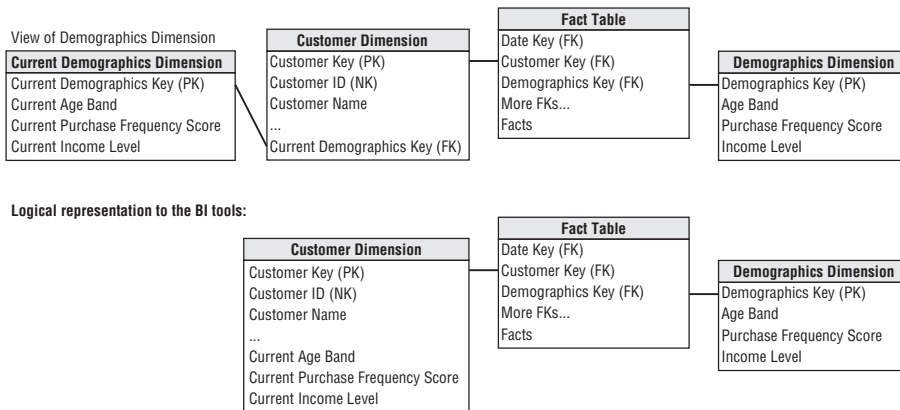 View of Demographics Dimension
Current Demographics Dimension
Current Demographics Key (PK)
Current Age Band
Current Purchase Frequency Score
Current Income Level
Customer Dimension
Customer Key (PK)
Customer ID (NK)
Customer Name
...
Current Demographics Key (FK)
Fact Table
Date Key (FK)
Customer Key (FK)
Demographics Key (FK)
More FKs...
Facts
Demographics Dimension
Demographics Key (PK)
Age Band
Purchase Frequency Score
Income Level
Logical representation to the BI tools:
Customer Dimension
Customer Key (PK)
Customer ID (NK)
Customer Name
...
Current Age Band
Current Purchase Frequency Score
Current Income Level
Fact Table
Date Key (FK)
Customer Key (FK)
Demographics Key (FK)
More FKs...
Facts
Demographics Dimension
Demographics Key (PK)
Age Band
Purchase Frequency Score
Income Level